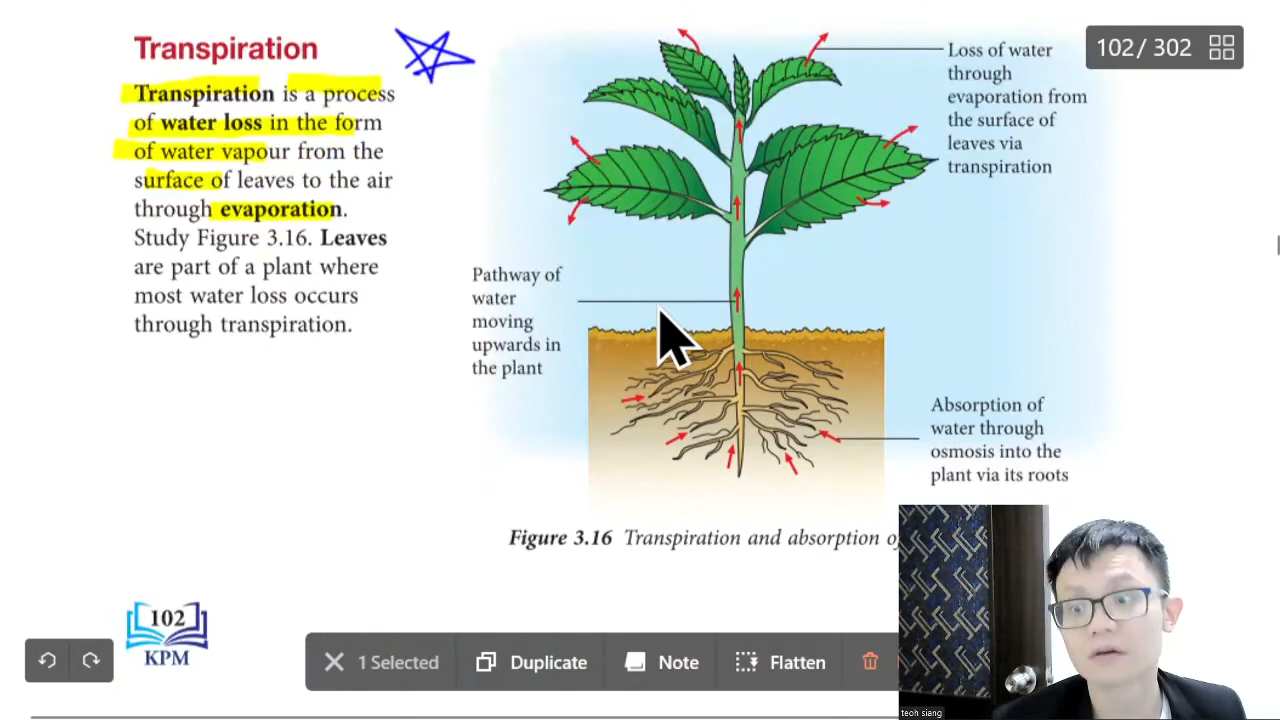 Transpiration
Transpiration is a process
of water loss in the form
of water vapour from the
surface of leaves to the air
through evaporation.
Study Figure 3.16. Leaves
are part of a plant where
most water loss occurs
through transpiration.
102 / 302
Loss of water
through
evaporation from
the surface of
leaves via
transpiration
Pathway of
water
moving
upwards in
the plant
Absorption of
water through
osmosis into the
plant via its roots
Figure 3.16 Transpiration and absorption o
102
KPM
1 Selected
Duplicate
Note
Flatten
teoh siang